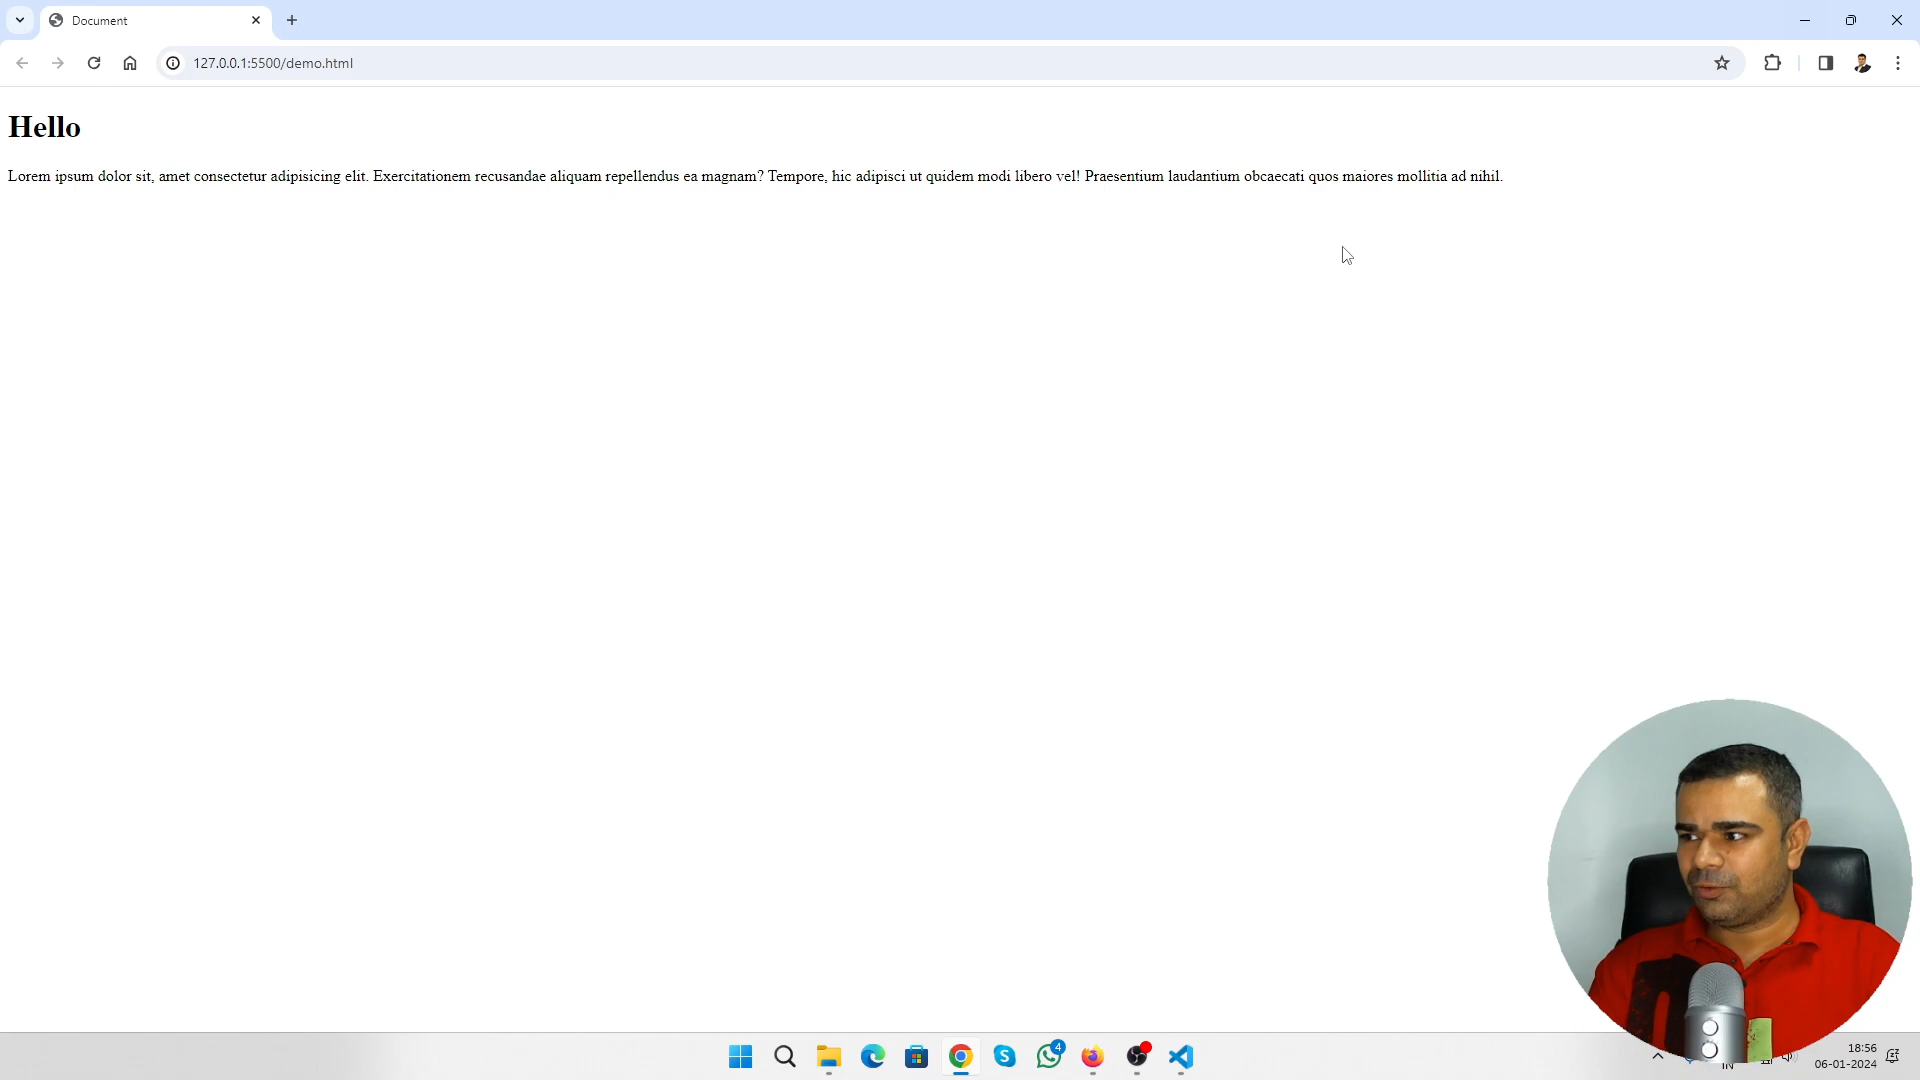 Document
127.0.0.1:5500/demo.html
Hello
Lorem ipsum dolor sit, amet consectetur adipisicing elit. Exercitationem recusandae aliquam repellendus ea magnam? Tempore, hic adipisci ut quidem modi libero vel! Praesentium laudantium obcaecati quos maiores mollitia ad nihil.
4
18:56
IN
06-01-2024